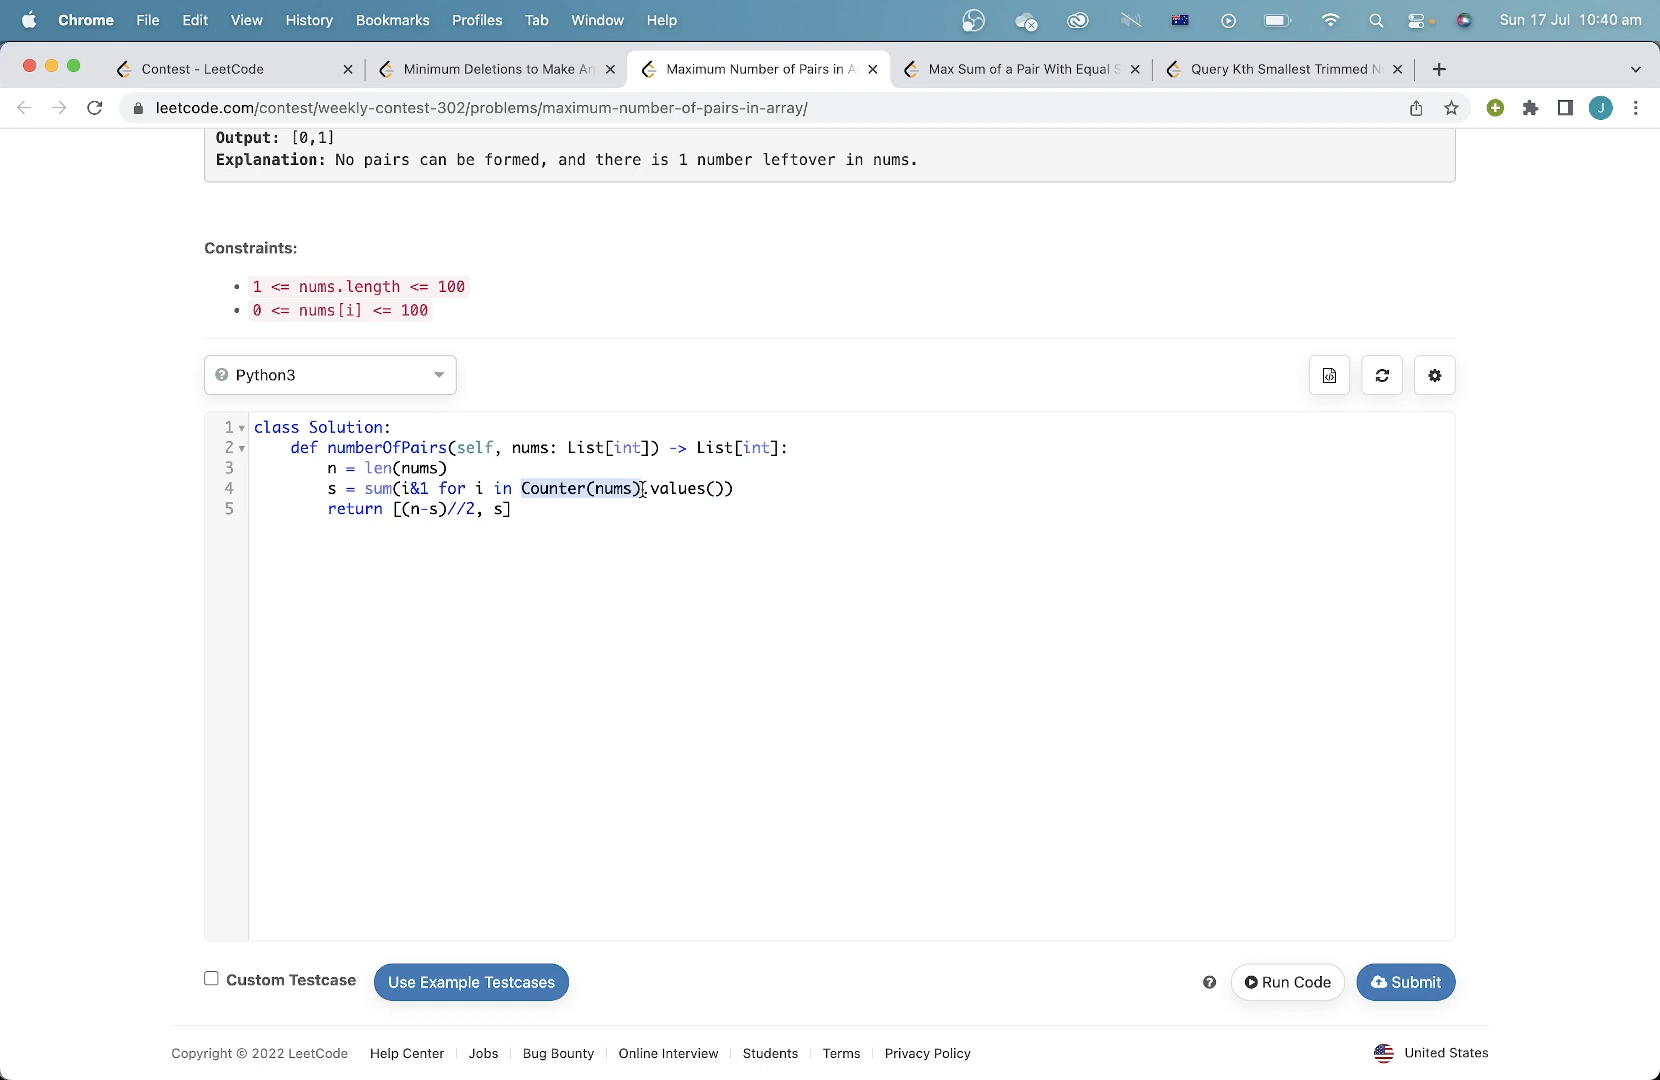 Chrome File Edit View History Bookmarks Profiles Tab Window Help Sun 17 Jul 10:40 am
Contest - LeetCode Minimum Deletions to Make Ar Maximum Number of Pairs in A Max Sum of a Pair With Equal S Query Kth Smallest Trimmed N
leetcode.com/contest/weekly-contest-302/problems/maximum-number-of-pairs-in-array/ J
Output: [0,1]
Explanation: No pairs can be formed, and there is 1 number leftover in nums.
Constraints:
• 1 <= nums.length <= 100
• 0 <= nums[i] <= 100
Python3
1 class Solution:
2 def numberOfPairs(self, nums: List[int]) -> List[int]:
3 n = len(nums)
4 s = sum(i&1 for i in Counter(nums).values())
5 return [(n-s)//2, s]
Custom Testcase Use Example Testcases Run Code Submit
Copyright © 2022 LeetCode Help Center Jobs Bug Bounty Online Interview Students Terms Privacy Policy United States